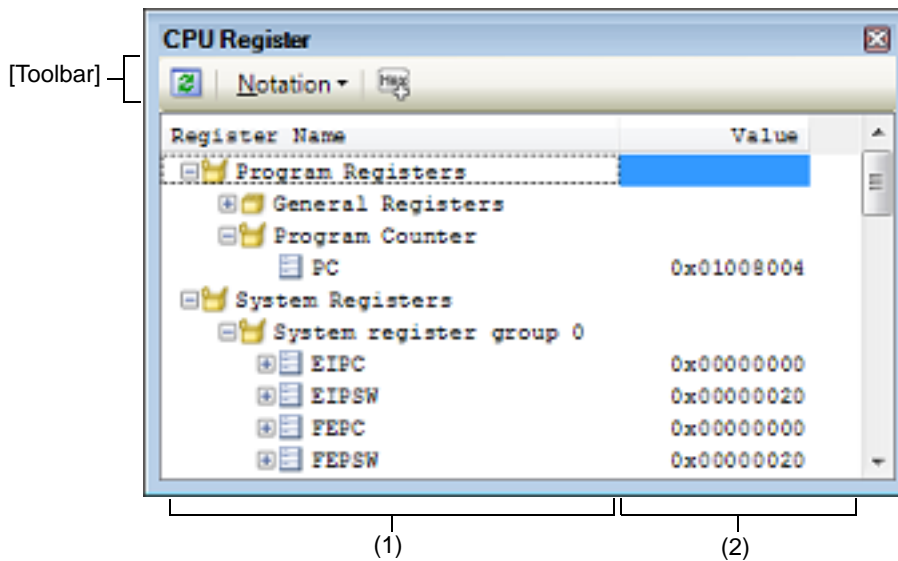 CPU Register
[Toolbar]
Notation
Hex
Register Name Value
Program Registers
General Registers
Program Counter
PC 0x01008004
System Registers
System register group 0
EIPC 0x00000000
EIPSW 0x00000020
FEPC 0x00000000
FEPSW 0x00000020
(1) (2)